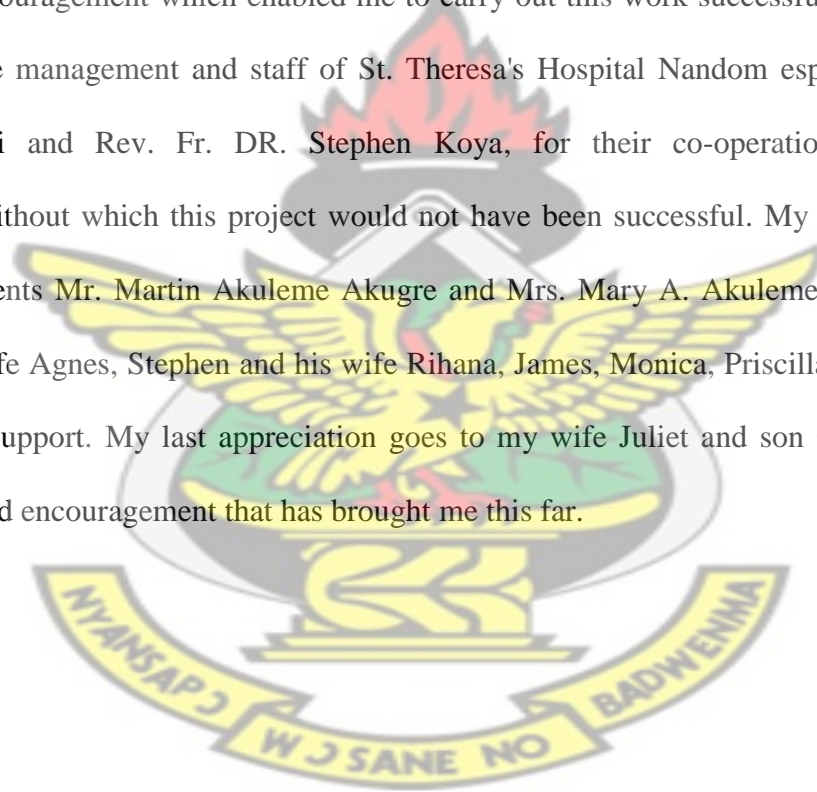 ouragement which enabled me to carry out this work successfu
e management and staff of St. Theresa's Hospital Nandom esp
i and Rev. Fr. DR. Stephen Koya, for their co-operatio
ithout which this project would not have been successful. My
ents Mr. Martin Akuleme Akugre and Mrs. Mary A. Akuleme
fe Agnes, Stephen and his wife Rihana, James, Monica, Priscilla
upport. My last appreciation goes to my wife Juliet and son
d encouragement that has brought me this far.
NYANSAPƆ
WƆSANE NO
BADWENMA